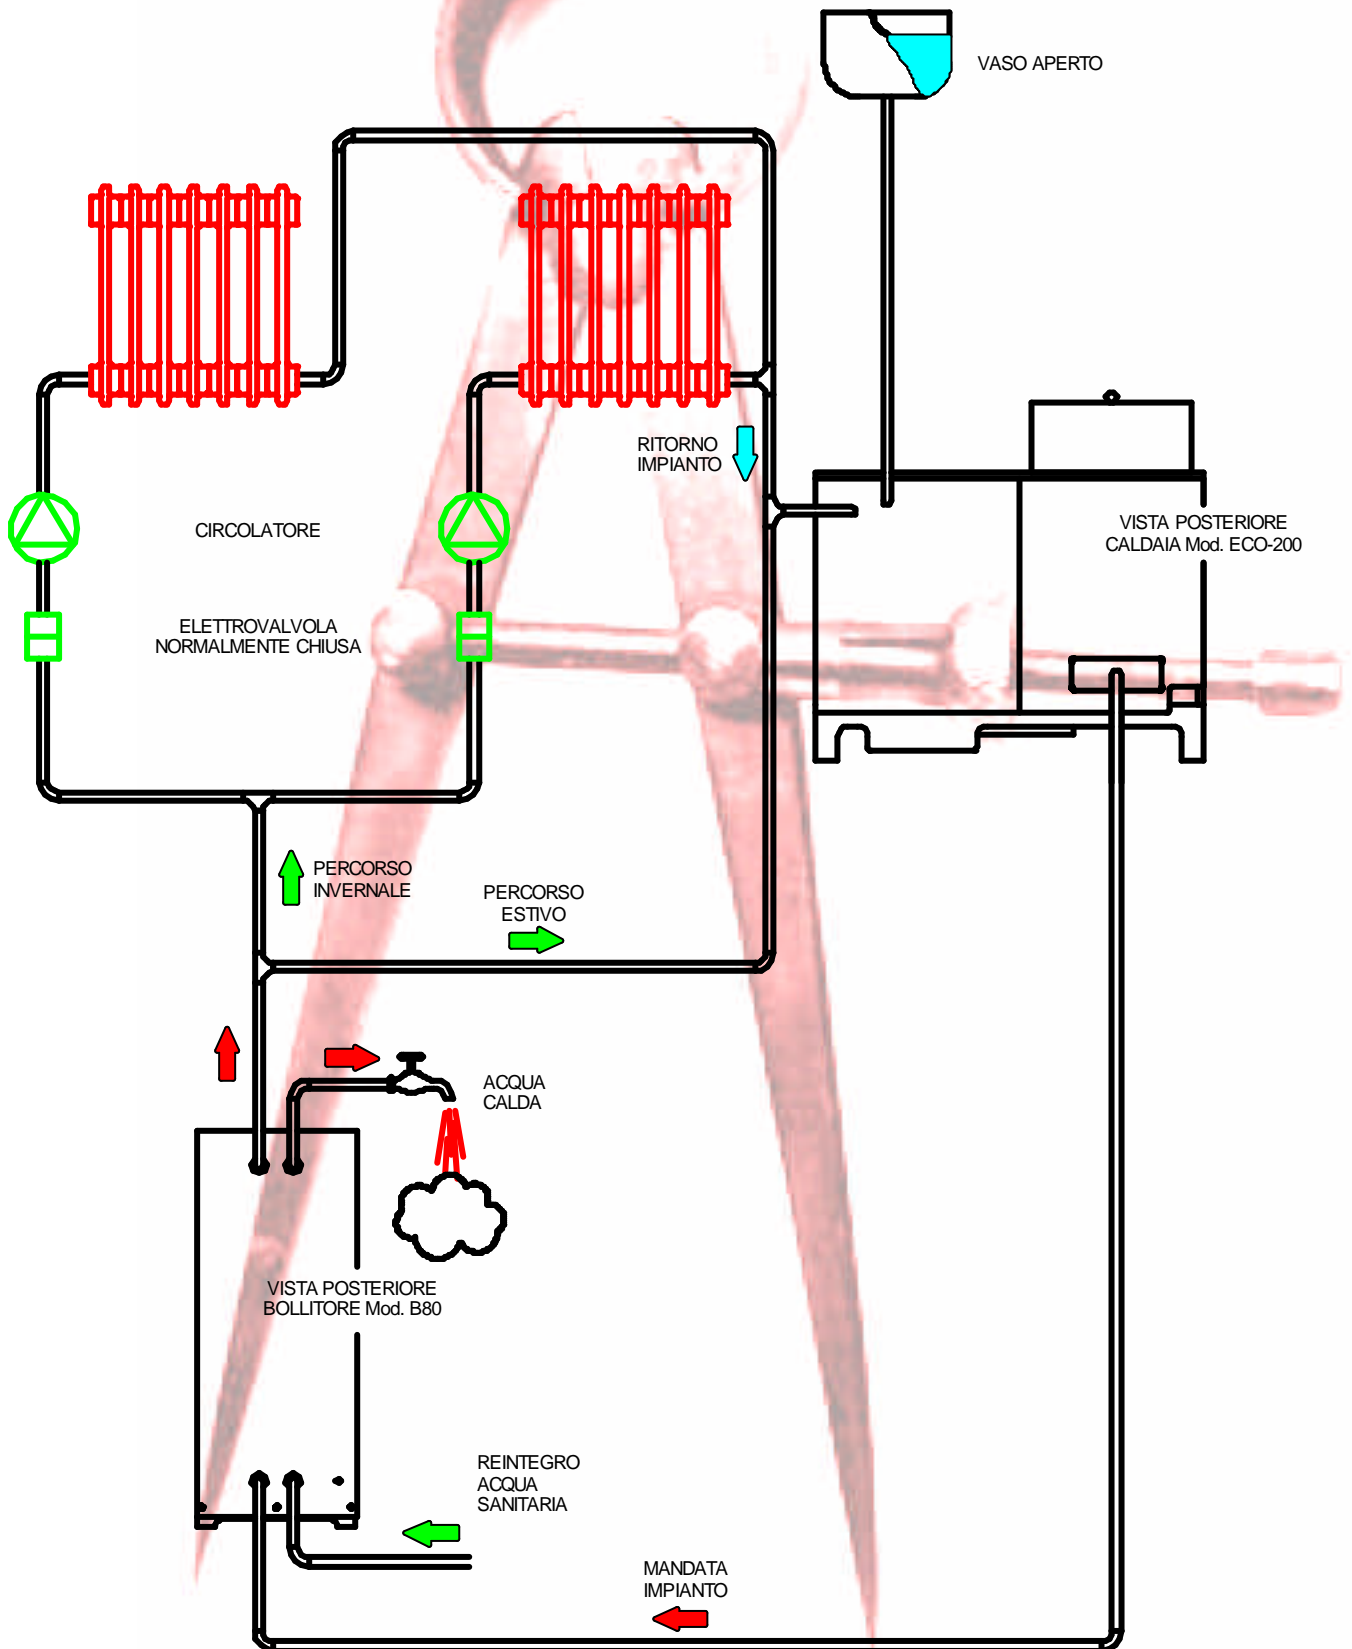 VASO APERTO
RITORNO
IMPIANTO
CIRCOLATORE
VISTA POSTERIORE
CALDAIA Mod. ECO-200
ELETTROVALVOLA
NORMALMENTE CHIUSA
PERCORSO
INVERNALE
PERCORSO
ESTIVO
ACQUA
CALDA
VISTA POSTERIORE
BOLLITORE Mod. B80
REINTEGRO
ACQUA
SANITARIA
MANDATA
IMPIANTO